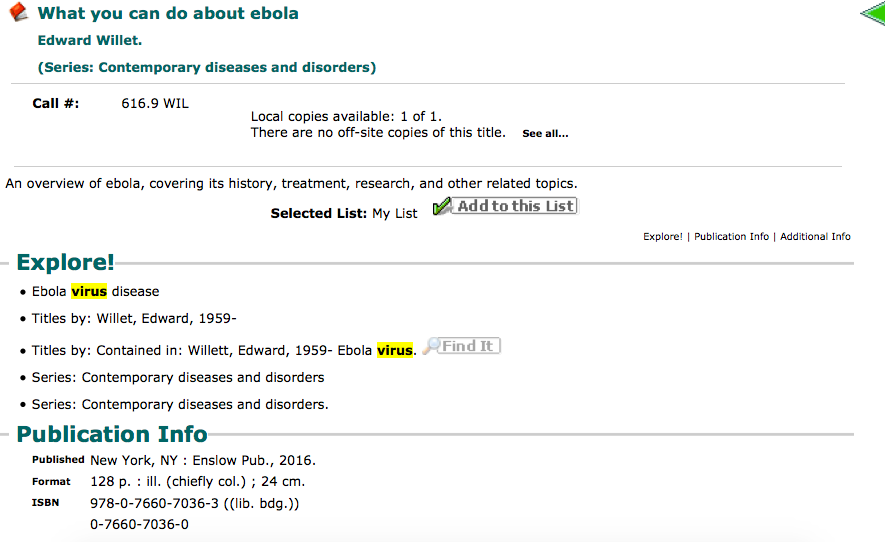 What you can do about ebola
Edward Willet.
(Series: Contemporary diseases and disorders)
Call #: 616.9 WIL
Local copies available: 1 of 1.
There are no off-site copies of this title. See all...
An overview of ebola, covering its history, treatment, research, and other related topics.
Selected List: My List Add to this List
Explore! | Publication Info | Additional Info
Explore!
• Ebola virus disease
• Titles by: Willet, Edward, 1959-
• Titles by: Contained in: Willett, Edward, 1959- Ebola virus. Find It
• Series: Contemporary diseases and disorders
• Series: Contemporary diseases and disorders.
Publication Info
Published New York, NY : Enslow Pub., 2016.
Format 128 p. : ill. (chiefly col.) ; 24 cm.
ISBN 978-0-7660-7036-3 ((lib. bdg.))
0-7660-7036-0